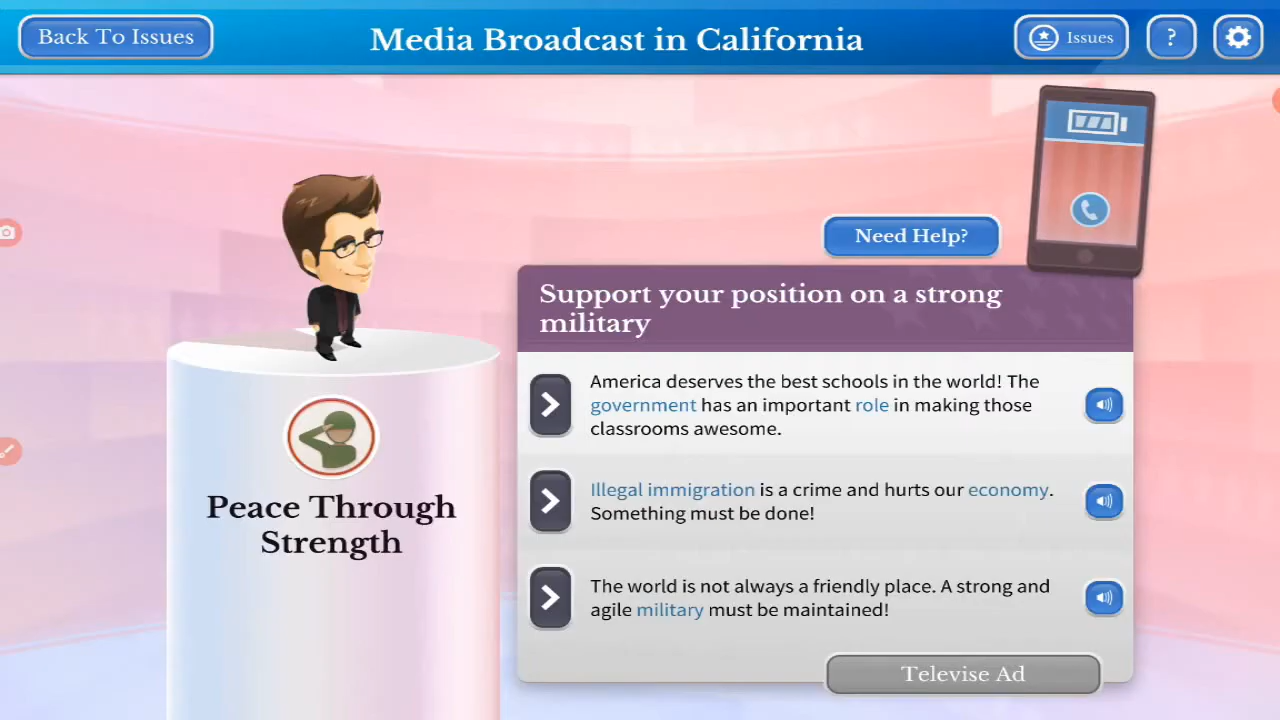 Back To Issues
Media Broadcast in California
Issues
?
Need Help?
Support your position on a strong
military
America deserves the best schools in the world! The
government has an important role in making those
classrooms awesome.
Illegal immigration is a crime and hurts our economy.
Something must be done!
The world is not always a friendly place. A strong and
agile military must be maintained!
Televise Ad
Peace Through
Strength